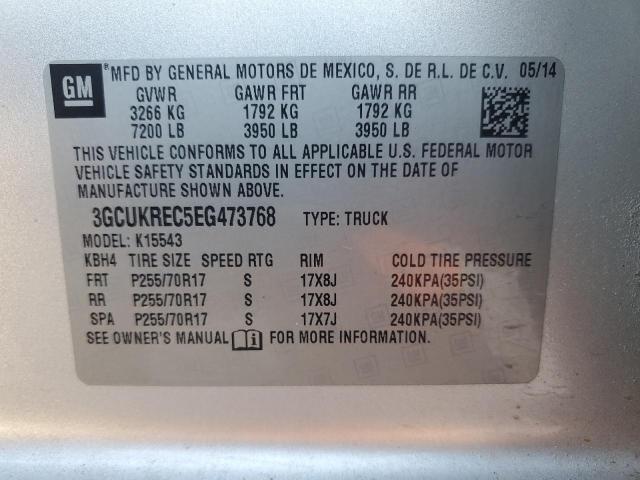 GM ® MFD BY GENERAL MOTORS DE MEXICO, S. DE R.L. DE C.V. 05/14
GVWR GAWR FRT GAWR RR
3266 KG 1792 KG 1792 KG
7200 LB 3950 LB 3950 LB
THIS VEHICLE CONFORMS TO ALL APPLICABLE U.S. FEDERAL MOTOR
VEHICLE SAFETY STANDARDS IN EFFECT ON THE DATE OF
MANUFACTURE SHOWN ABOVE.
3GCUKREC5EG473768 TYPE: TRUCK
MODEL: K15543
KBH4 TIRE SIZE SPEED RTG RIM COLD TIRE PRESSURE
FRT P255/70R17 S 17X8J 240KPA(35PSI)
RR P255/70R17 S 17X8J 240KPA(35PSI)
SPA P255/70R17 S 17X7J 240KPA(35PSI)
SEE OWNER'S MANUAL i FOR MORE INFORMATION.